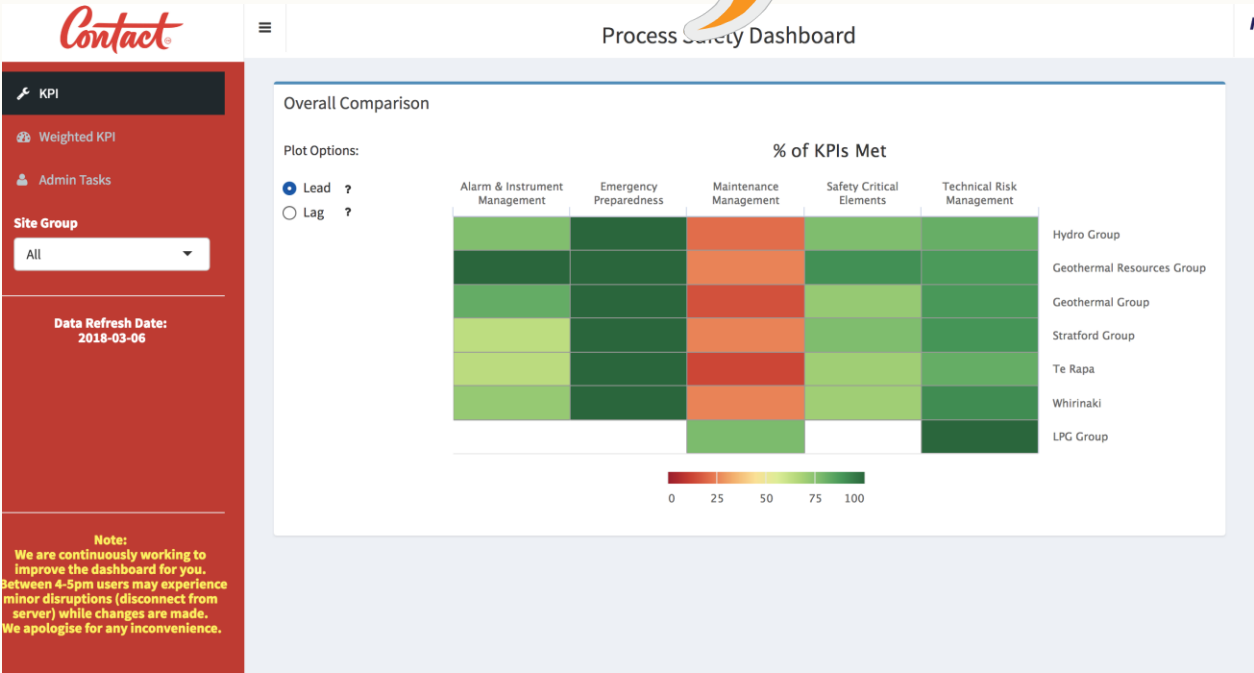 Contact
Process Safety Dashboard
KPI
Weighted KPI
Admin Tasks
Site Group
All
Data Refresh Date:
2018-03-06
Note:
We are continuously working to
improve the dashboard for you.
Between 4-5pm users may experience
minor disruptions (disconnect from
server) while changes are made.
We apologise for any inconvenience.
Overall Comparison
Plot Options:
Lead ?
Lag ?
% of KPIs Met
Alarm & Instrument Management
Emergency Preparedness
Maintenance Management
Safety Critical Elements
Technical Risk Management
Hydro Group
Geothermal Resources Group
Geothermal Group
Stratford Group
Te Rapa
Whirinaki
LPG Group
0 25 50 75 100